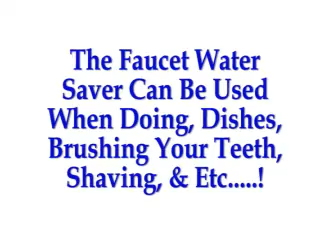 The Faucet Water
Saver Can Be Used
When Doing, Dishes,
Brushing Your Teeth,
Shaving, & Etc.....!